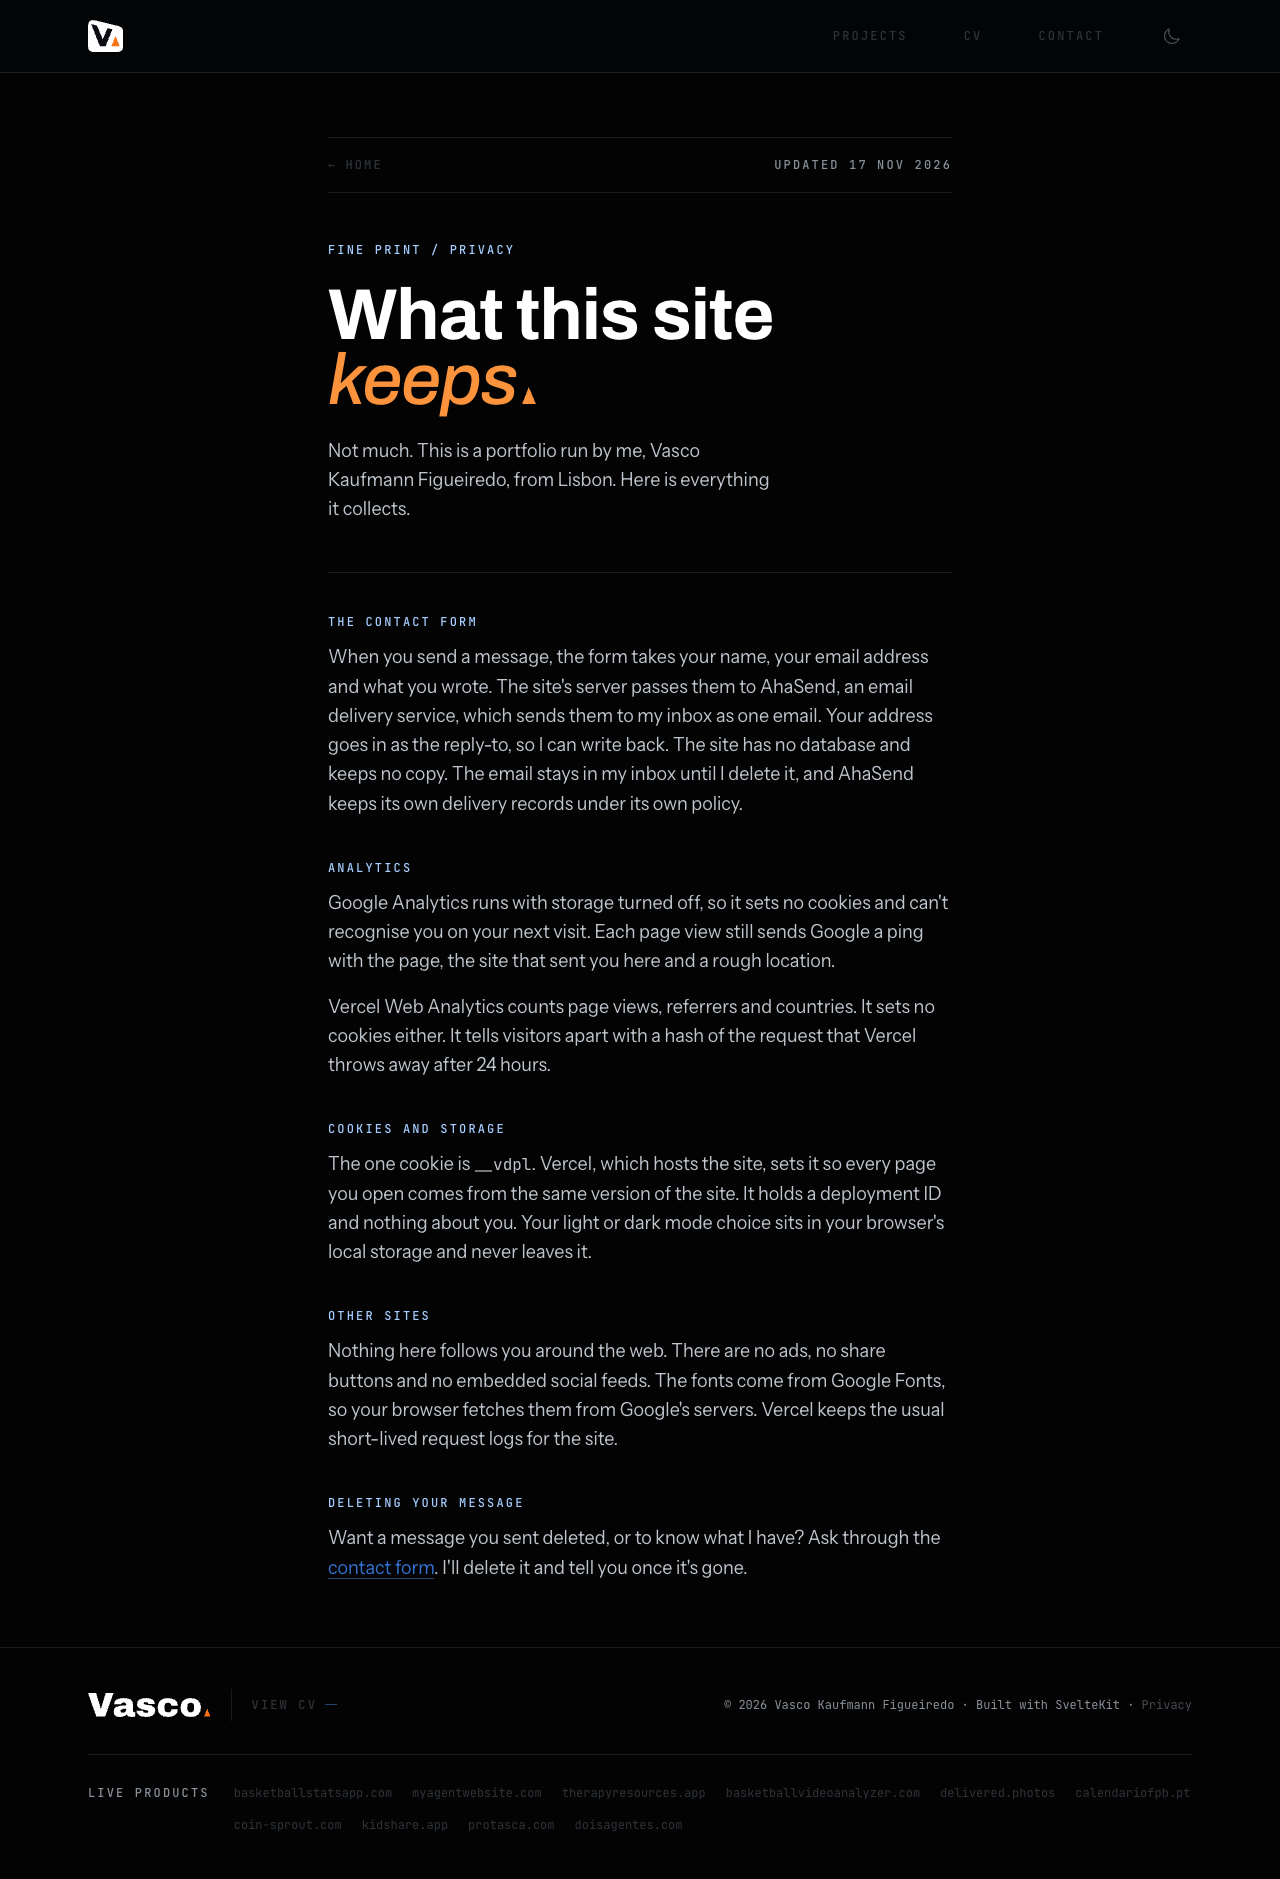 V
PROJECTS CV CONTACT
← HOME UPDATED 17 NOV 2026
FINE PRINT / PRIVACY
What this site
keeps.
Not much. This is a portfolio run by me, Vasco
Kaufmann Figueiredo, from Lisbon. Here is everything
it collects.
THE CONTACT FORM
When you send a message, the form takes your name, your email address
and what you wrote. The site's server passes them to AhaSend, an email
delivery service, which sends them to my inbox as one email. Your address
goes in as the reply-to, so I can write back. The site has no database and
keeps no copy. The email stays in my inbox until I delete it, and AhaSend
keeps its own delivery records under its own policy.
ANALYTICS
Google Analytics runs with storage turned off, so it sets no cookies and can't
recognise you on your next visit. Each page view still sends Google a ping
with the page, the site that sent you here and a rough location.
Vercel Web Analytics counts page views, referrers and countries. It sets no
cookies either. It tells visitors apart with a hash of the request that Vercel
throws away after 24 hours.
COOKIES AND STORAGE
The one cookie is __vdpl. Vercel, which hosts the site, sets it so every page
you open comes from the same version of the site. It holds a deployment ID
and nothing about you. Your light or dark mode choice sits in your browser's
local storage and never leaves it.
OTHER SITES
Nothing here follows you around the web. There are no ads, no share
buttons and no embedded social feeds. The fonts come from Google Fonts,
so your browser fetches them from Google's servers. Vercel keeps the usual
short-lived request logs for the site.
DELETING YOUR MESSAGE
Want a message you sent deleted, or to know what I have? Ask through the
contact form. I'll delete it and tell you once it's gone.
Vasco. VIEW CV — © 2026 Vasco Kaufmann Figueiredo · Built with SvelteKit · Privacy
LIVE PRODUCTS basketballstatsapp.com myagentwebsite.com therapyresources.app basketballvideoanalyzer.com delivered.photos calendariofpb.pt
coin-sprout.com kidshare.app protasca.com doisagentes.com